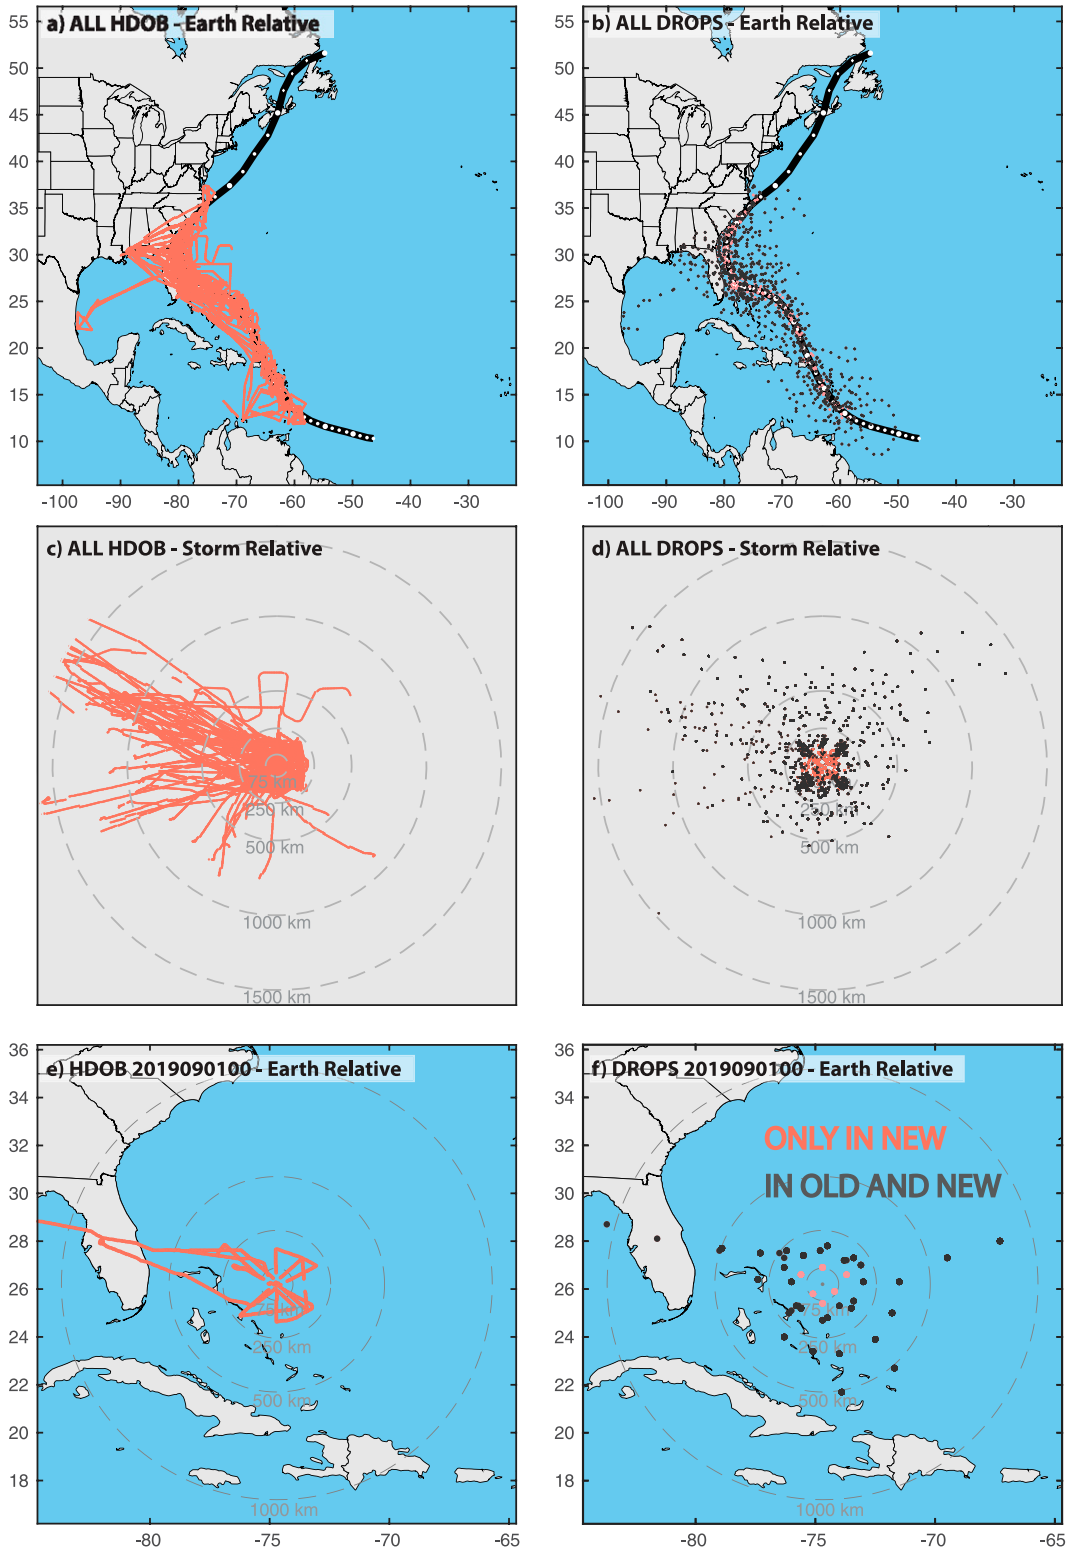 a) ALL HDOB - Earth Relative
b) ALL DROPS - Earth Relative
55
50
45
40
35
30
25
20
15
10
-100 -90 -80 -70 -60 -50 -40 -30
55
50
45
40
35
30
25
20
15
10
-100 -90 -80 -70 -60 -50 -40 -30
c) ALL HDOB - Storm Relative
75 km
250 km
500 km
1000 km
1500 km
d) ALL DROPS - Storm Relative
250 km
500 km
1000 km
1500 km
e) HDOB 2019090100 - Earth Relative
36
34
32
30
28
26
24
22
20
18
75 km
250 km
500 km
1000 km
-80 -75 -70 -65
f) DROPS 2019090100 - Earth Relative
ONLY IN NEW
IN OLD AND NEW
36
34
32
30
28
26
24
22
20
18
75 km
250 km
500 km
1000 km
-80 -75 -70 -65